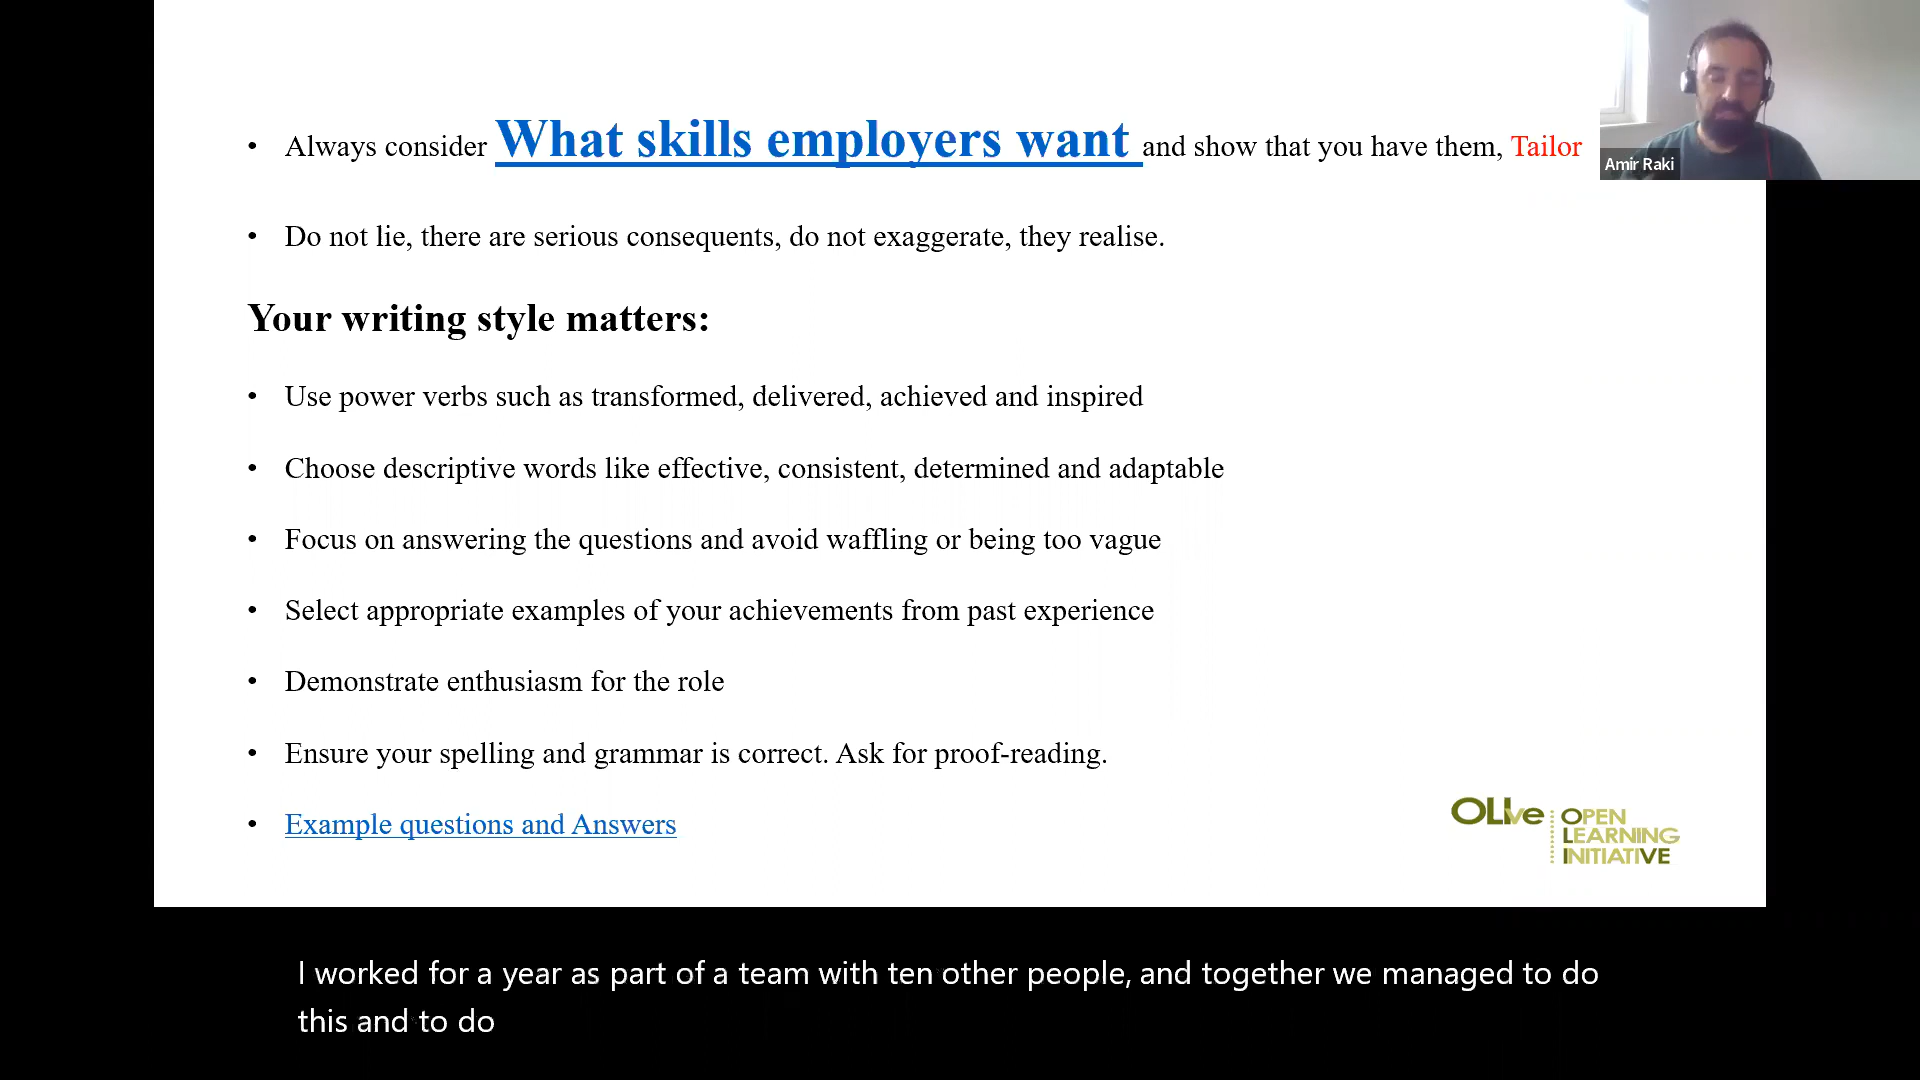 • Always consider What skills employers want and show that you have them, Tailor
Amir Raki
• Do not lie, there are serious consequents, do not exaggerate, they realise.
Your writing style matters:
• Use power verbs such as transformed, delivered, achieved and inspired
• Choose descriptive words like effective, consistent, determined and adaptable
• Focus on answering the questions and avoid waffling or being too vague
• Select appropriate examples of your achievements from past experience
• Demonstrate enthusiasm for the role
• Ensure your spelling and grammar is correct. Ask for proof-reading.
• Example questions and Answers
OLIve
OPEN
LEARNING
INITIATIVE
I worked for a year as part of a team with ten other people, and together we managed to do
this and to do